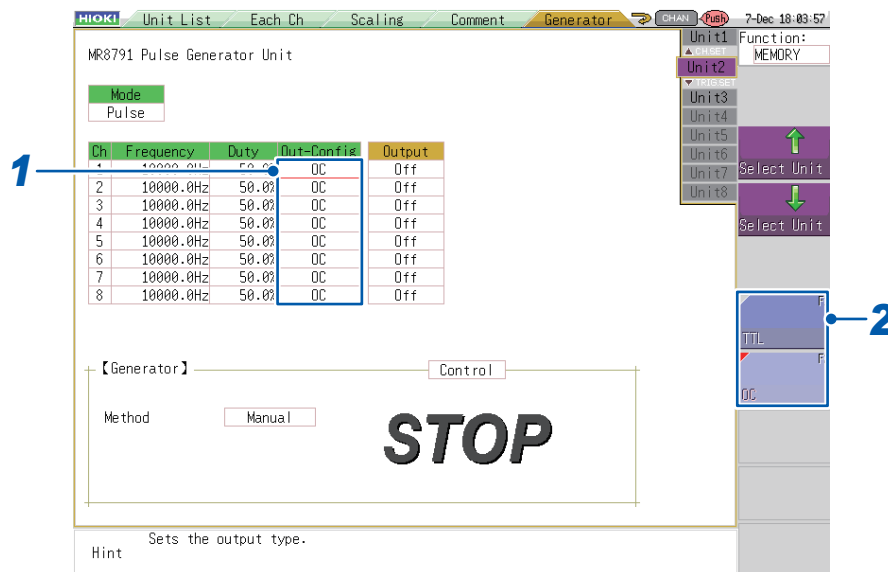 HIOKI Unit List Each Ch Scaling Comment Generator CHAN Push 7-Dec 18:03:57
Unit1 Function:
▲CH.SET MEMORY
MR8791 Pulse Generator Unit
Unit2
▼TRIG.SET
Unit3
Mode
Pulse
Unit4
Unit5
Unit6
Unit7 Select Unit
Unit8
Select Unit
Ch Frequency Duty Out-Config Output
1 OC Off
2 10000.0Hz 50.0% OC Off
3 10000.0Hz 50.0% OC Off
4 10000.0Hz 50.0% OC Off
5 10000.0Hz 50.0% OC Off
6 10000.0Hz 50.0% OC Off
7 10000.0Hz 50.0% OC Off
8 10000.0Hz 50.0% OC Off
1
2
F
TTL
F
OC
【Generator】 Control
Method Manual
STOP
Sets the output type.
Hint